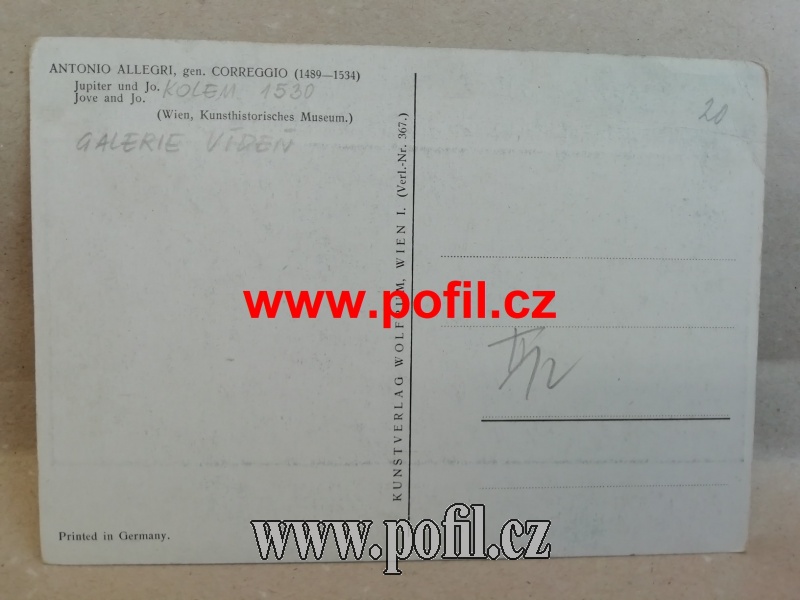 ANTONIO ALLEGRI, gen. CORREGGIO (1489—1534)
Jupiter und Jo. KOLEM 1530
Jove and Jo.
(Wien, Kunsthistorisches Museum.)
GALERIE VÍDEŇ
20
KUNSTVERLAG WOLFRUM, WIEN I. (Verl.-Nr. 367.)
www.pofil.cz
Printed in Germany.
www.pofil.cz